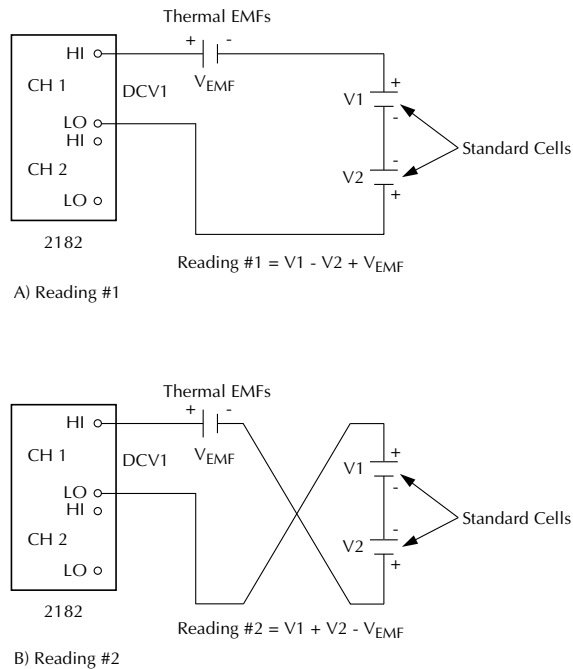 Thermal EMFs
+ -
HI
VEMF
CH 1
DCV1
+
V1
-
LO
HI
Standard Cells
CH 2
-
V2
+
LO
2182
Reading #1 = V1 - V2 + VEMF
A) Reading #1
Thermal EMFs
+ -
HI
VEMF
CH 1
DCV1
+
V1
-
LO
HI
Standard Cells
CH 2
-
V2
+
LO
2182
Reading #2 = V1 + V2 - VEMF
B) Reading #2